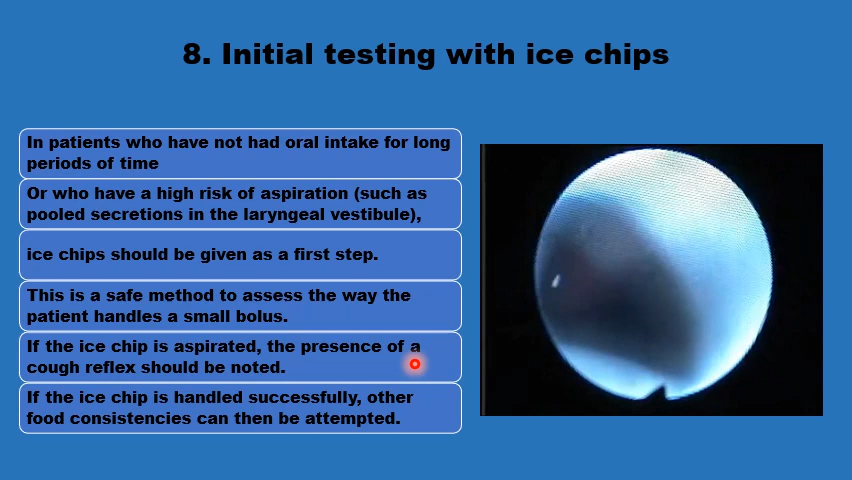 8. Initial testing with ice chips
In patients who have not had oral intake for long
periods of time
Or who have a high risk of aspiration (such as
pooled secretions in the laryngeal vestibule),
ice chips should be given as a first step.
This is a safe method to assess the way the
patient handles a small bolus.
If the ice chip is aspirated, the presence of a
cough reflex should be noted.
If the ice chip is handled successfully, other
food consistencies can then be attempted.